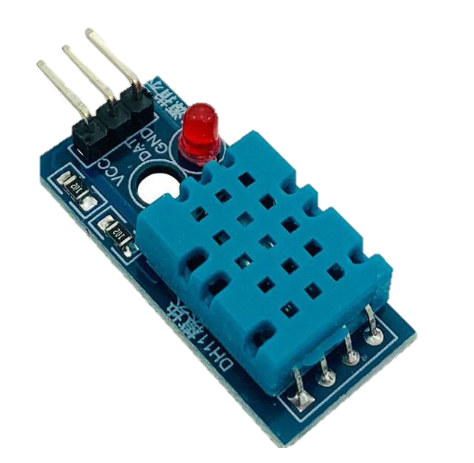 VCC
DAT
GND
102
102
DH11模块